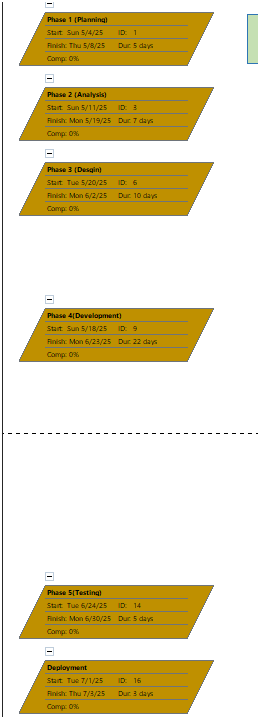 Phase 1 (Planning)
Start: Sun 5/4/25 ID: 1
Finish: Thu 5/8/25 Dur: 5 days
Comp: 0%
Phase 2 (Analysis)
Start: Sun 5/11/25 ID: 3
Finish: Mon 5/19/25 Dur: 7 days
Comp: 0%
Phase 3 (Desgin)
Start: Tue 5/20/25 ID: 6
Finish: Mon 6/2/25 Dur: 10 days
Comp: 0%
Phase 4(Development)
Start: Sun 5/18/25 ID: 9
Finish: Mon 6/23/25 Dur: 22 days
Comp: 0%
Phase 5(Testing)
Start: Tue 6/24/25 ID: 14
Finish: Mon 6/30/25 Dur: 5 days
Comp: 0%
Deployment
Start: Tue 7/1/25 ID: 16
Finish: Thu 7/3/25 Dur: 3 days
Comp: 0%